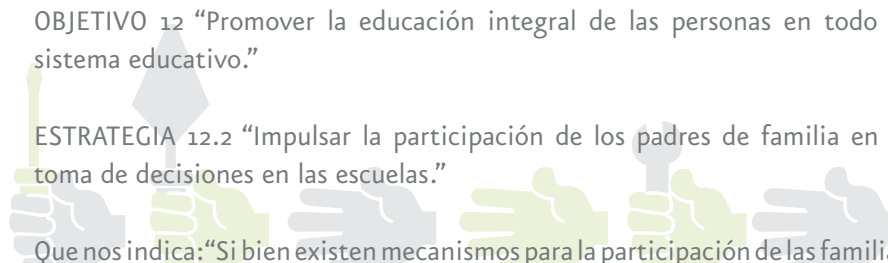 OBJETIVO 12 “Promover la educación integral de las personas en todo
sistema educativo.”
ESTRATEGIA 12.2 “Impulsar la participación de los padres de familia en
toma de decisiones en las escuelas.”
Que nos indica: “Si bien existen mecanismos para la participación de las